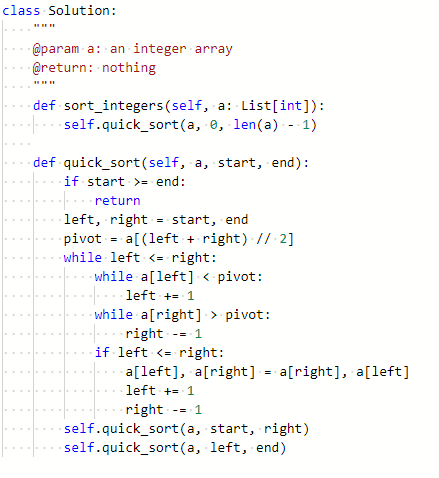 class Solution:
    """
    @param a: an integer array
    @return: nothing
    """
    def sort_integers(self, a: List[int]):
        self.quick_sort(a, 0, len(a) - 1)

    def quick_sort(self, a, start, end):
        if start >= end:
            return
        left, right = start, end
        pivot = a[(left + right) // 2]
        while left <= right:
            while a[left] < pivot:
                left += 1
            while a[right] > pivot:
                right -= 1
            if left <= right:
                a[left], a[right] = a[right], a[left]
                left += 1
                right -= 1
        self.quick_sort(a, start, right)
        self.quick_sort(a, left, end)